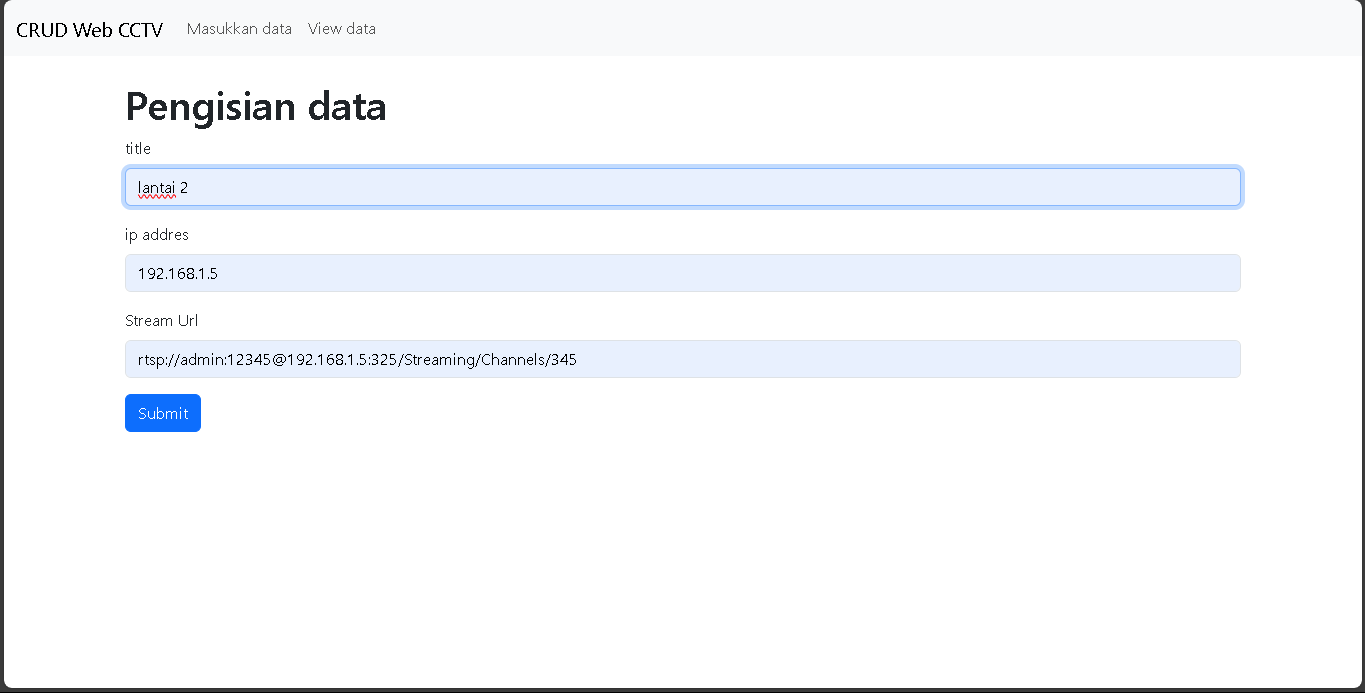 CRUD Web CCTV Masukkan data View data
Pengisian data
title
lantai 2
ip addres
192.168.1.5
Stream Url
rtsp://admin:12345@192.168.1.5:325/Streaming/Channels/345
Submit